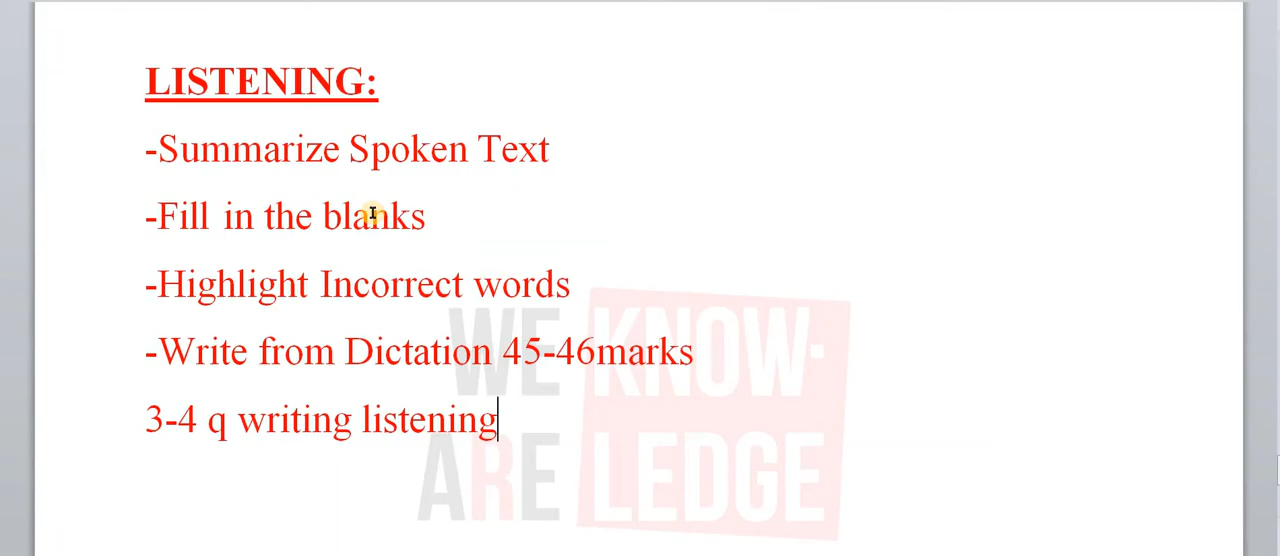 LISTENING:
-Summarize Spoken Text
-Fill in the blanks
-Highlight Incorrect words
-Write from Dictation 45-46marks
3-4 q writing listening
WE KNOW-
ARE LEDGE